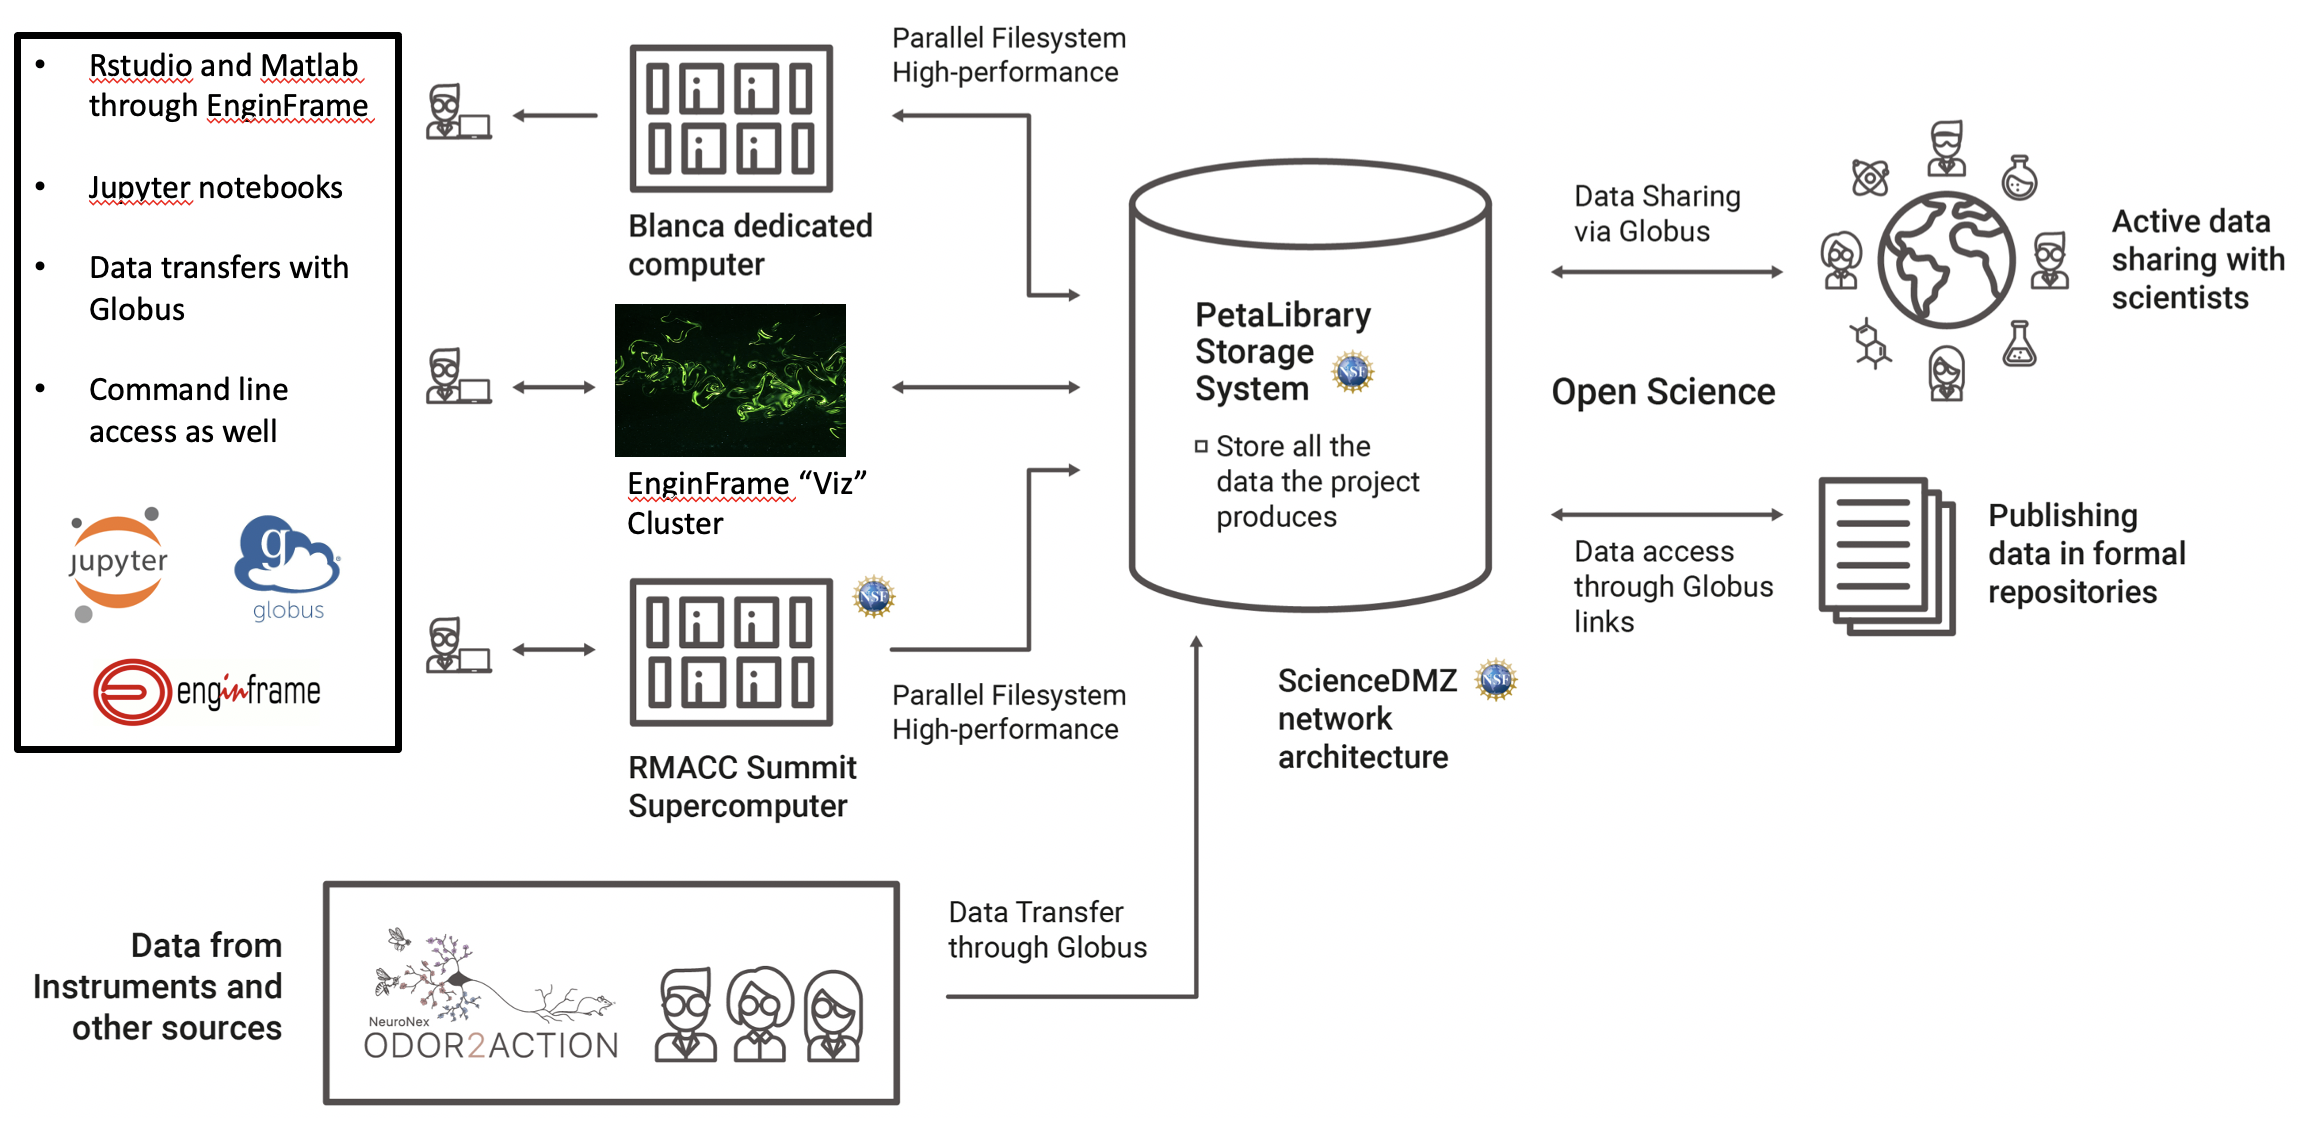 Rstudio and Matlab
through EnginFrame
Jupyter notebooks
Data transfers with
Globus
Command line
access as well
jupyter
g
globus
enginframe
Parallel Filesystem
High-performance
Blanca dedicated
computer
EnginFrame “Viz”
Cluster
NSF
RMACC Summit
Supercomputer
Parallel Filesystem
High-performance
PetaLibrary
Storage
System
NSF
Store all the
data the project
produces
Data Sharing
via Globus
Active data
sharing with
scientists
Open Science
Data access
through Globus
links
Publishing
data in formal
repositories
ScienceDMZ
NSF
network
architecture
Data from
Instruments and
other sources
NeuroNex
ODOR2ACTION
Data Transfer
through Globus